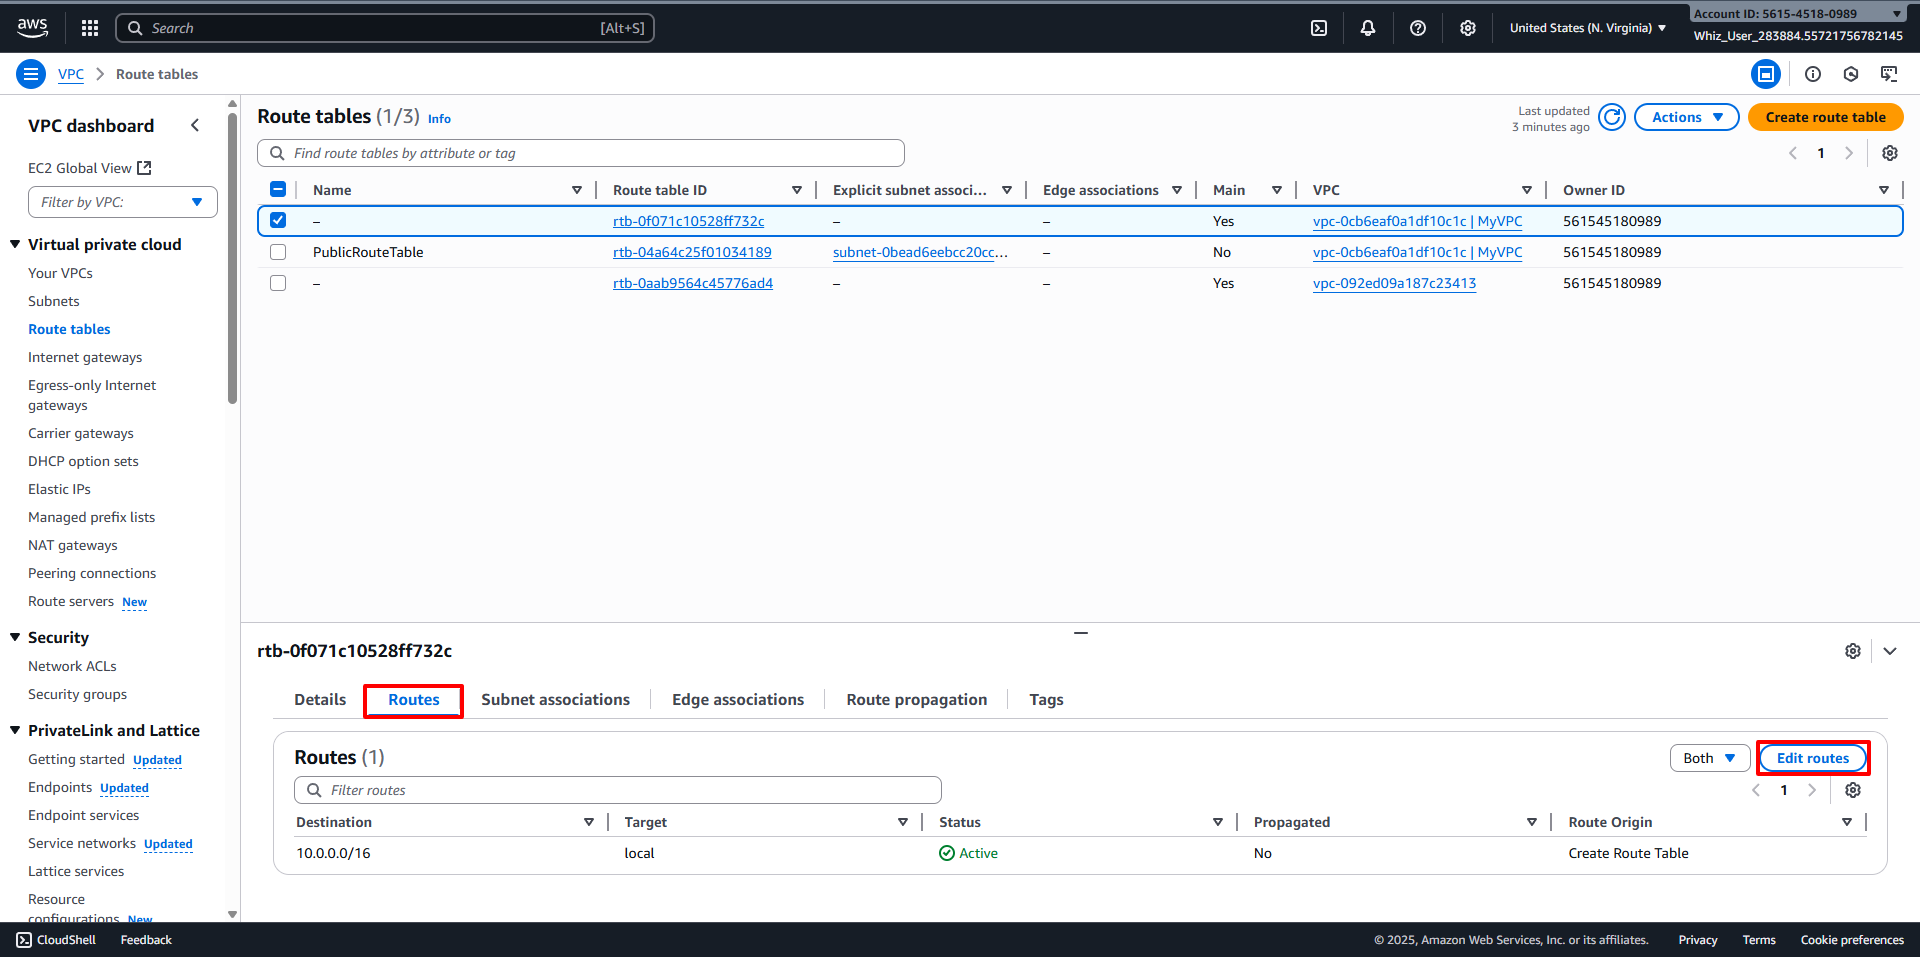 aws
Search [Alt+S]
United States (N. Virginia)
Account ID: 5615-4518-0989
Whiz_User_283884.55721756782145
VPC
Route tables
VPC dashboard
EC2 Global View
Filter by VPC:
Virtual private cloud
Your VPCs
Subnets
Route tables
Internet gateways
Egress-only Internet
gateways
Carrier gateways
DHCP option sets
Elastic IPs
Managed prefix lists
NAT gateways
Peering connections
Route servers New
Security
Network ACLs
Security groups
PrivateLink and Lattice
Getting started Updated
Endpoints Updated
Endpoint services
Service networks Updated
Lattice services
Resource
configurations New
Route tables (1/3) Info
Last updated
3 minutes ago
Actions
Create route table
Find route tables by attribute or tag
1
Name Route table ID Explicit subnet associ... Edge associations Main VPC Owner ID
– rtb-0f071c10528ff732c – – Yes vpc-0cb6eaf0a1df10c1c | MyVPC 561545180989
PublicRouteTable rtb-04a64c25f01034189 subnet-0bead6eebcc20cc... – No vpc-0cb6eaf0a1df10c1c | MyVPC 561545180989
– rtb-0aab9564c45776ad4 – – Yes vpc-092ed09a187c23413 561545180989
rtb-0f071c10528ff732c
Details Routes Subnet associations Edge associations Route propagation Tags
Routes (1)
Both
Edit routes
Filter routes
1
Destination Target Status Propagated Route Origin
10.0.0.0/16 local Active No Create Route Table
CloudShell Feedback © 2025, Amazon Web Services, Inc. or its affiliates. Privacy Terms Cookie preferences